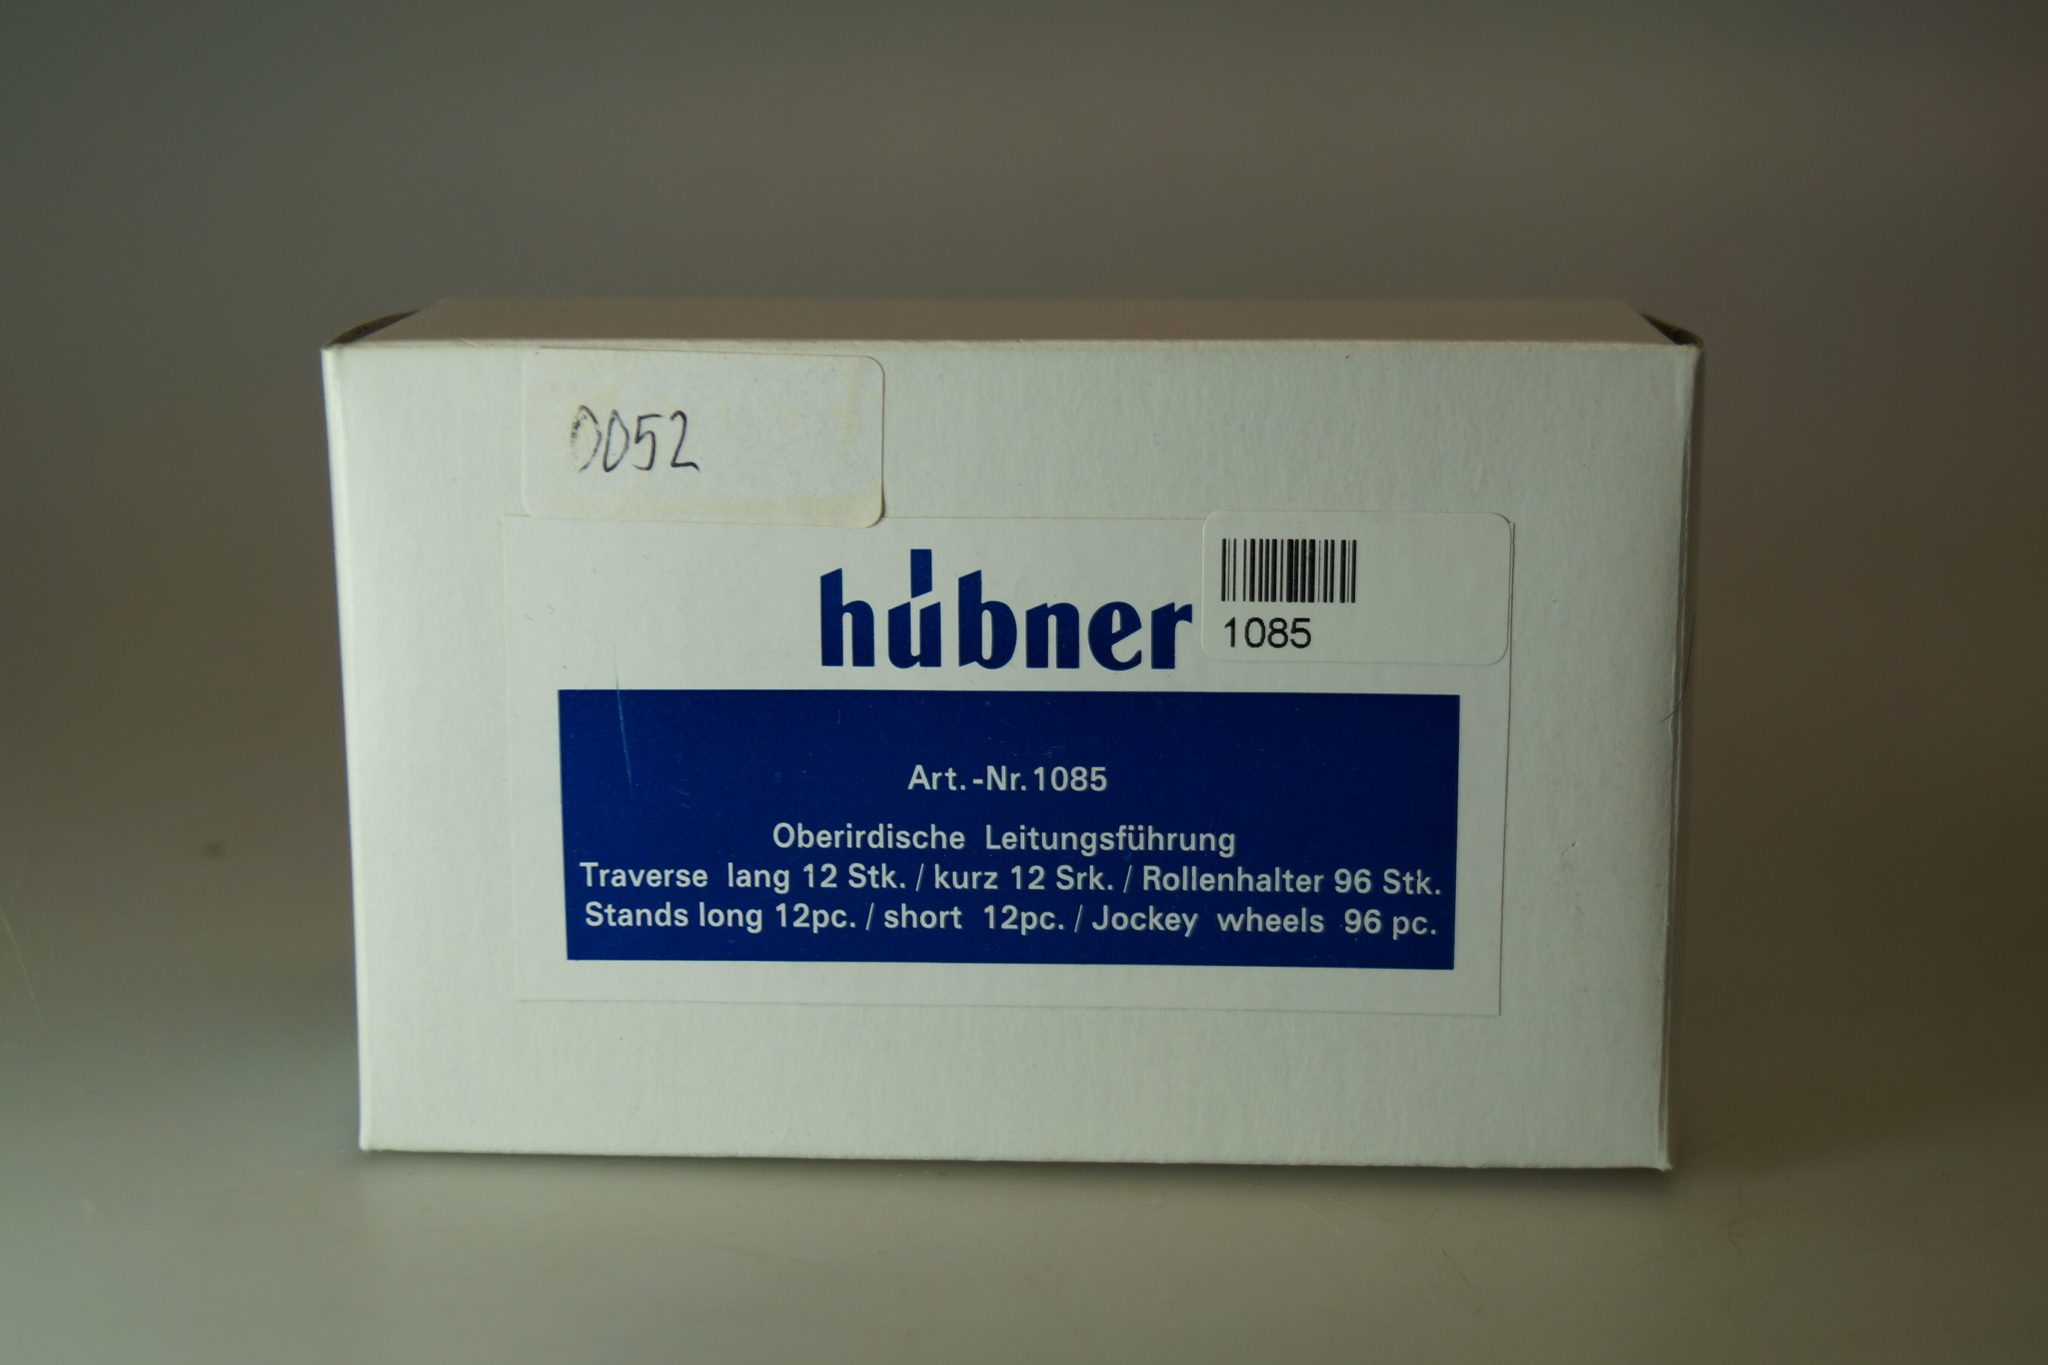 0052
hübner
1085
Art.-Nr. 1085
Oberirdische Leitungsführung
Traverse lang 12 Stk. / kurz 12 Srk. / Rollenhalter 96 Stk.
Stands long 12pc. / short 12pc. / Jockey wheels 96 pc.